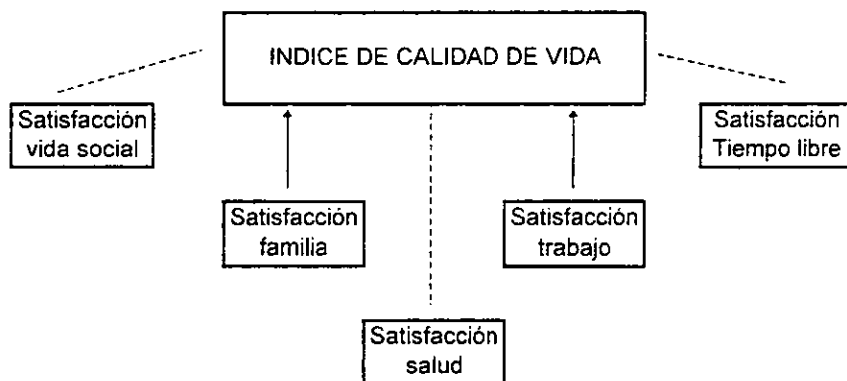 INDICE DE CALIDAD DE VIDA
Satisfacción
vida social
Satisfacción
Tiempo libre
Satisfacción
familia
Satisfacción
trabajo
Satisfacción
salud